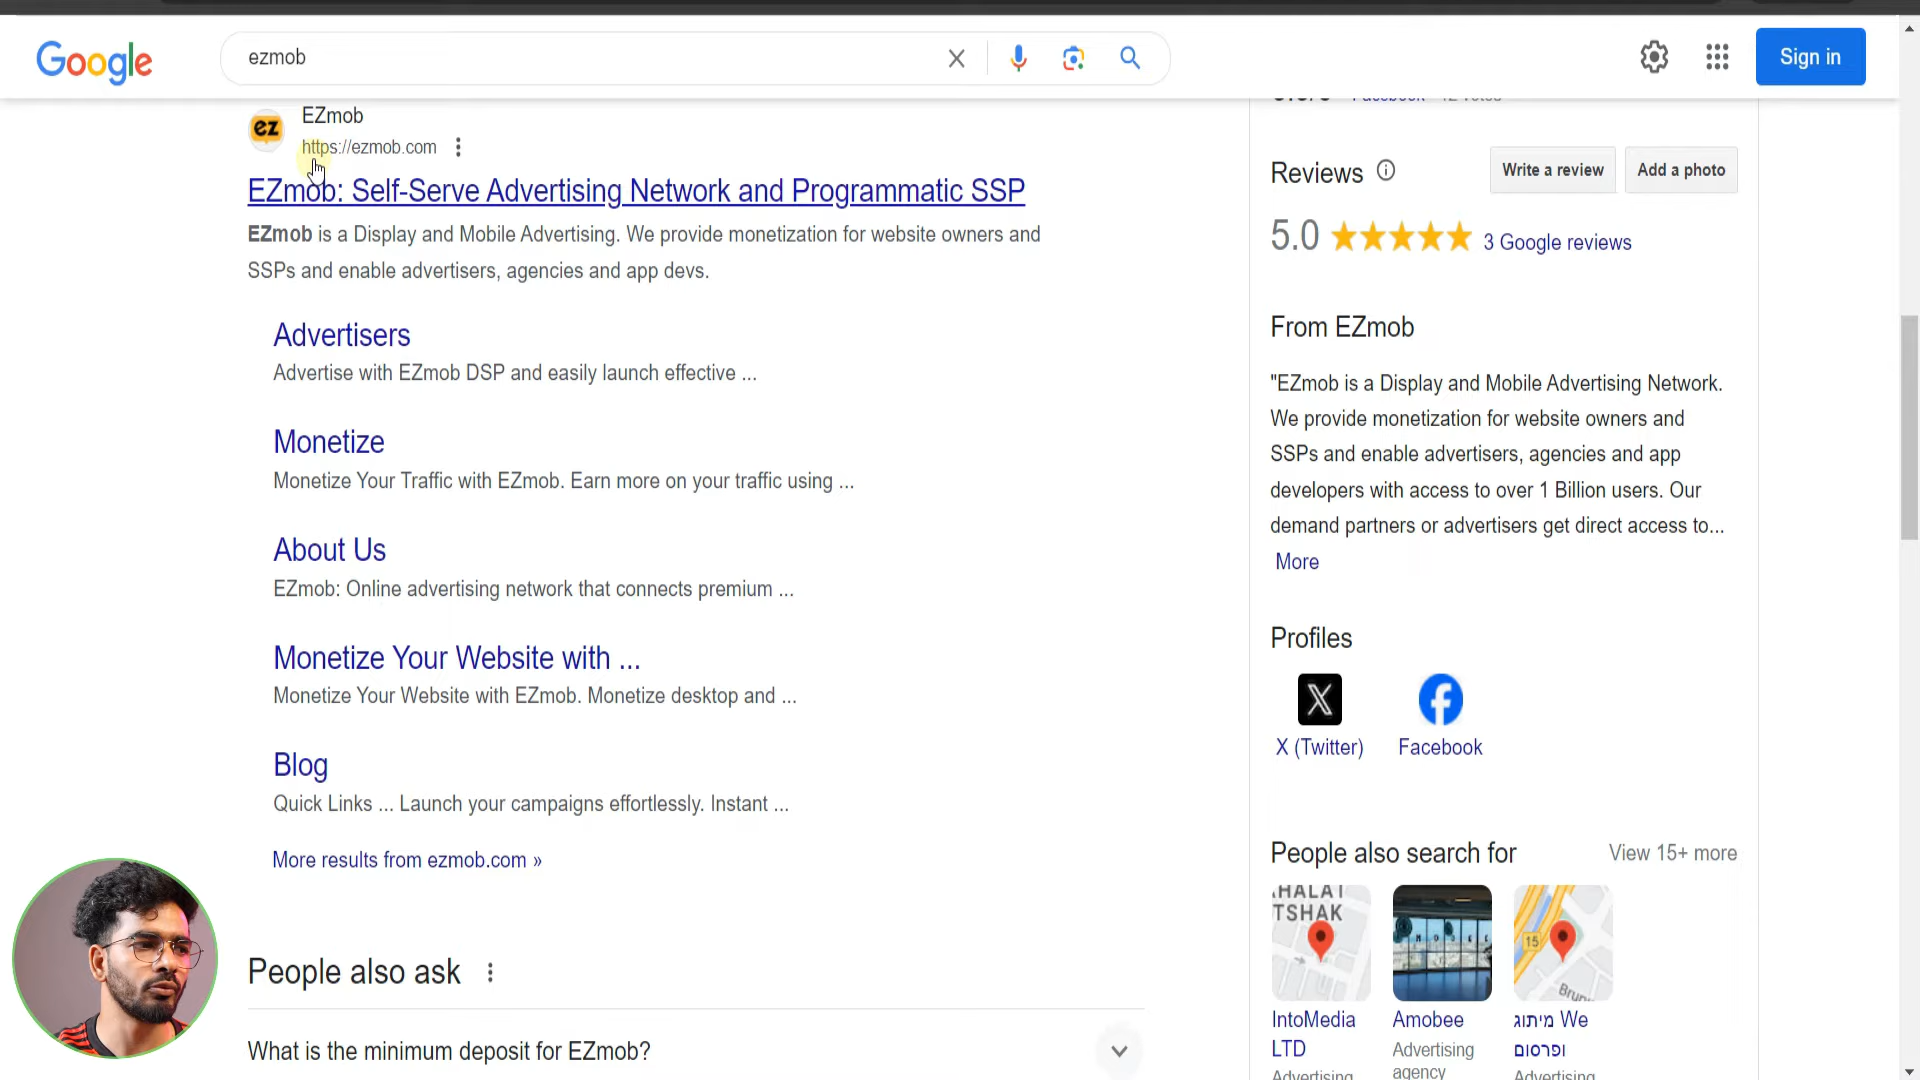 Google
ezmob
Sign in
EZmob
https://ezmob.com
EZmob: Self-Serve Advertising Network and Programmatic SSP
EZmob is a Display and Mobile Advertising. We provide monetization for website owners and
SSPs and enable advertisers, agencies and app devs.
Advertisers
Advertise with EZmob DSP and easily launch effective ...
Monetize
Monetize Your Traffic with EZmob. Earn more on your traffic using ...
About Us
EZmob: Online advertising network that connects premium ...
Monetize Your Website with ...
Monetize Your Website with EZmob. Monetize desktop and ...
Blog
Quick Links ... Launch your campaigns effortlessly. Instant ...
More results from ezmob.com »
People also ask
What is the minimum deposit for EZmob?
Reviews
Write a review
Add a photo
5.0
3 Google reviews
From EZmob
"EZmob is a Display and Mobile Advertising Network.
We provide monetization for website owners and
SSPs and enable advertisers, agencies and app
developers with access to over 1 Billion users. Our
demand partners or advertisers get direct access to...
More
Profiles
X (Twitter)
Facebook
People also search for
View 15+ more
IntoMedia
LTD
Advertising
Amobee
Advertising
agency
מיתוג We
ופרסום
Advertising